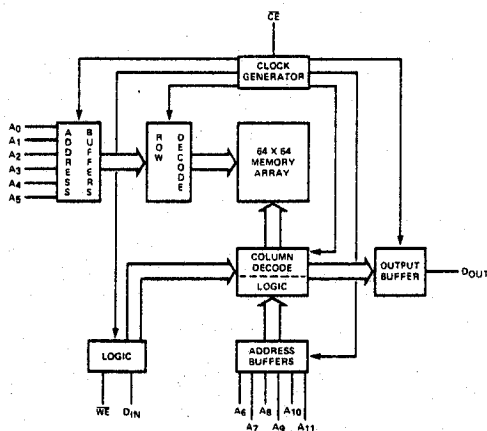 CE
CLOCK
GENERATOR
A0
A1
A2
A3
A4
A5
ADDRESS
BUFFERS
ROW
DECODE
64 X 64
MEMORY
ARRAY
COLUMN
DECODE
LOGIC
OUTPUT
BUFFER
DOUT
LOGIC
ADDRESS
BUFFERS
WE
DIN
A6
A7
A8
A9
A10
A11